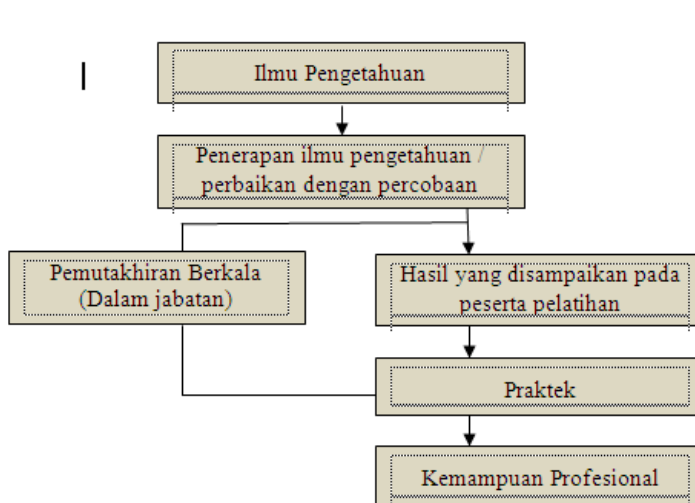 Ilmu Pengetahuan
Penerapan ilmu pengetahuan /
perbaikan dengan percobaan
Pemutakhiran Berkala
(Dalam jabatan)
Hasil yang disampaikan pada
peserta pelatihan
Praktek
Kemampuan Profesional